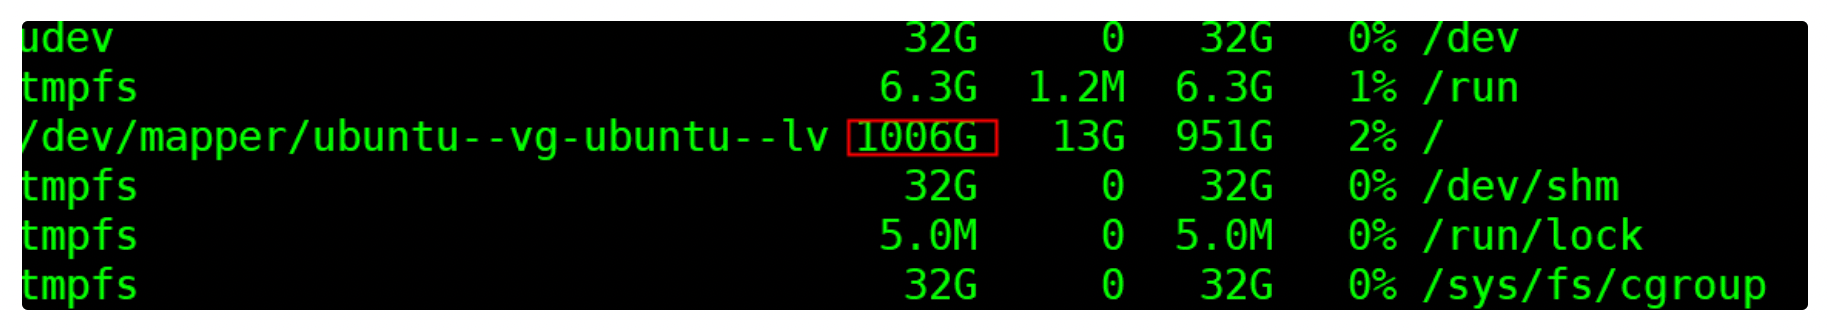 udev 32G 0 32G 0% /dev
tmpfs 6.3G 1.2M 6.3G 1% /run
/dev/mapper/ubuntu--vg-ubuntu--lv 1006G 13G 951G 2% /
tmpfs 32G 0 32G 0% /dev/shm
tmpfs 5.0M 0 5.0M 0% /run/lock
tmpfs 32G 0 32G 0% /sys/fs/cgroup